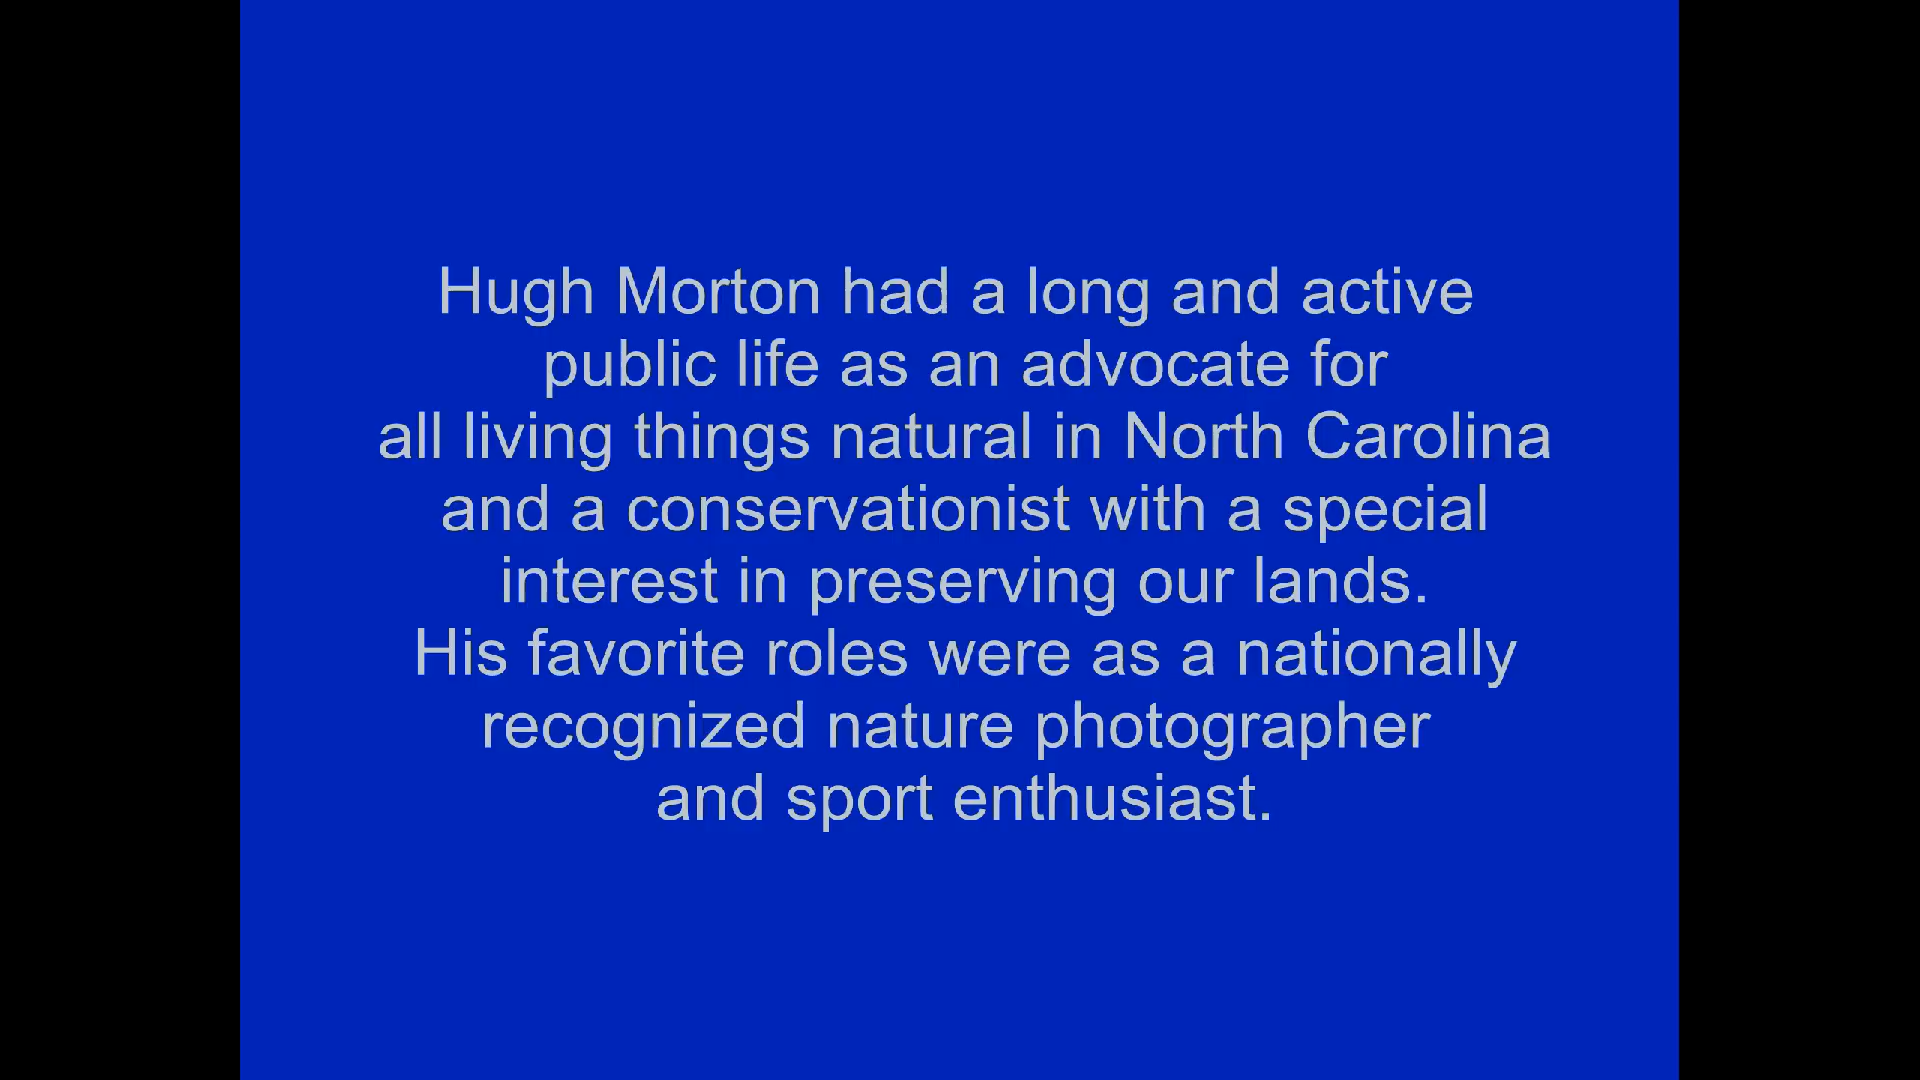 Hugh Morton had a long and active
public life as an advocate for
all living things natural in North Carolina
and a conservationist with a special
interest in preserving our lands.
His favorite roles were as a nationally
recognized nature photographer
and sport enthusiast.